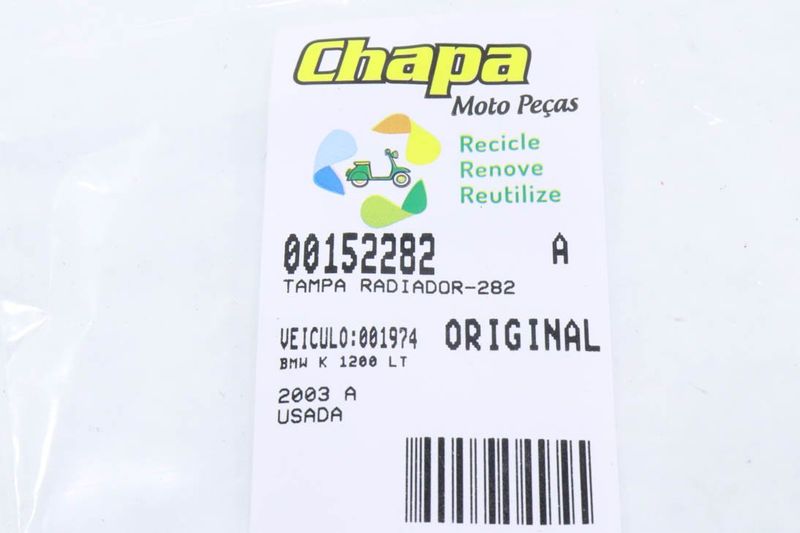 Chapa
Moto Peças
Recicle
Renove
Reutilize
00152282 A
TAMPA RADIADOR-282
VEICULO:001974 ORIGINAL
BMW K 1200 LT
2003 A
USADA